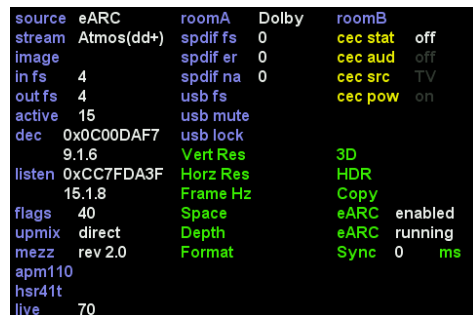 source eARC roomA Dolby roomB
stream Atmos(dd+) spdif fs 0 cec stat off
image spdif er 0 cec aud off
in fs 4 spdif na 0 cec src TV
out fs 4 usb fs cec pow on
active 15 usb mute
dec 0x0C00DAF7 usb lock
9.1.6 Vert Res 3D
listen 0xCC7FDA3F Horz Res HDR
15.1.8 Frame Hz Copy
flags 40 Space eARC enabled
upmix direct Depth eARC running
mezz rev 2.0 Format Sync 0 ms
apm110
hsr41t
live 70